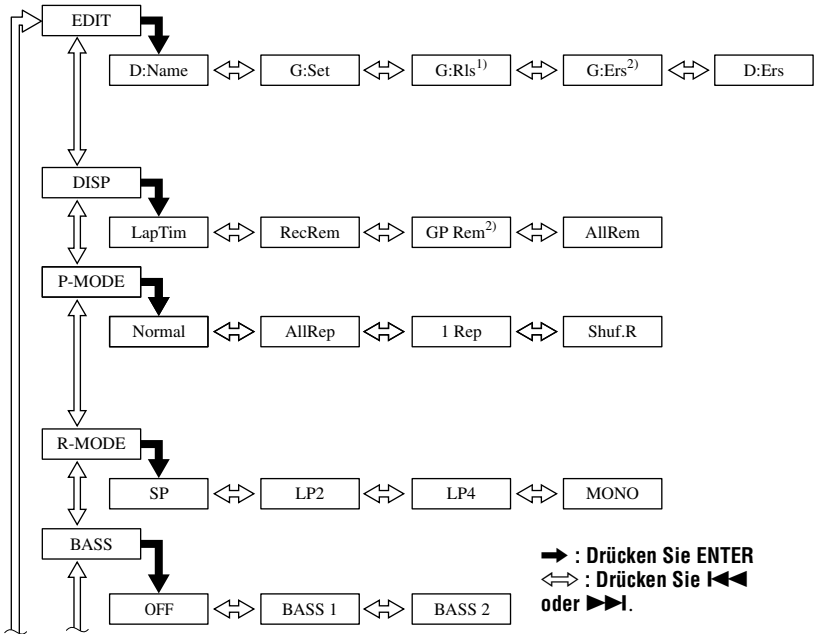 EDIT
D:Name G:Set G:Rls1) G:Ers2) D:Ers
DISP
LapTim RecRem GP Rem2) AllRem
P-MODE
Normal AllRep 1 Rep Shuf.R
R-MODE
SP LP2 LP4 MONO
BASS
: Drücken Sie ENTER
: Drücken Sie
oder .
OFF BASS 1 BASS 2